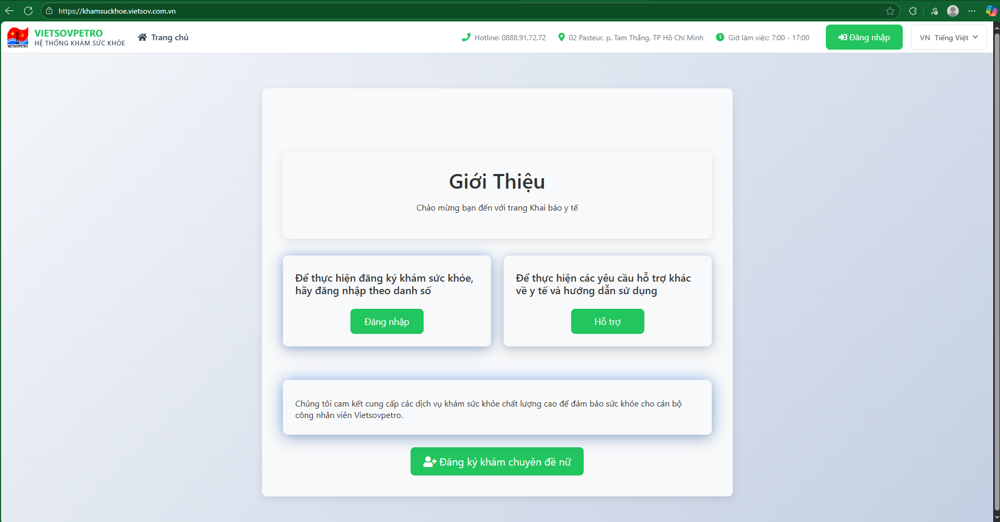 https://khamsuckhoe.vietsov.com.vn
VIETSOVPETRO
VIETSOVPETRO
HỆ THỐNG KHÁM SỨC KHỎE
Trang chủ
Hotline: 0888.91.72.72
02 Pasteur, p. Tam Thắng, TP Hồ Chí Minh
Giờ làm việc: 7:00 - 17:00
Đăng nhập
VN Tiếng Việt
Giới Thiệu
Chào mừng bạn đến với trang Khai báo y tế
Để thực hiện đăng ký khám sức khỏe,
hãy đăng nhập theo danh số
Đăng nhập
Để thực hiện các yêu cầu hỗ trợ khác
về y tế và hướng dẫn sử dụng
Hỗ trợ
Chúng tôi cam kết cung cấp các dịch vụ khám sức khỏe chất lượng cao để đảm bảo sức khỏe cho cán bộ
công nhân viên Vietsovpetro.
Đăng ký khám chuyên đề nữ